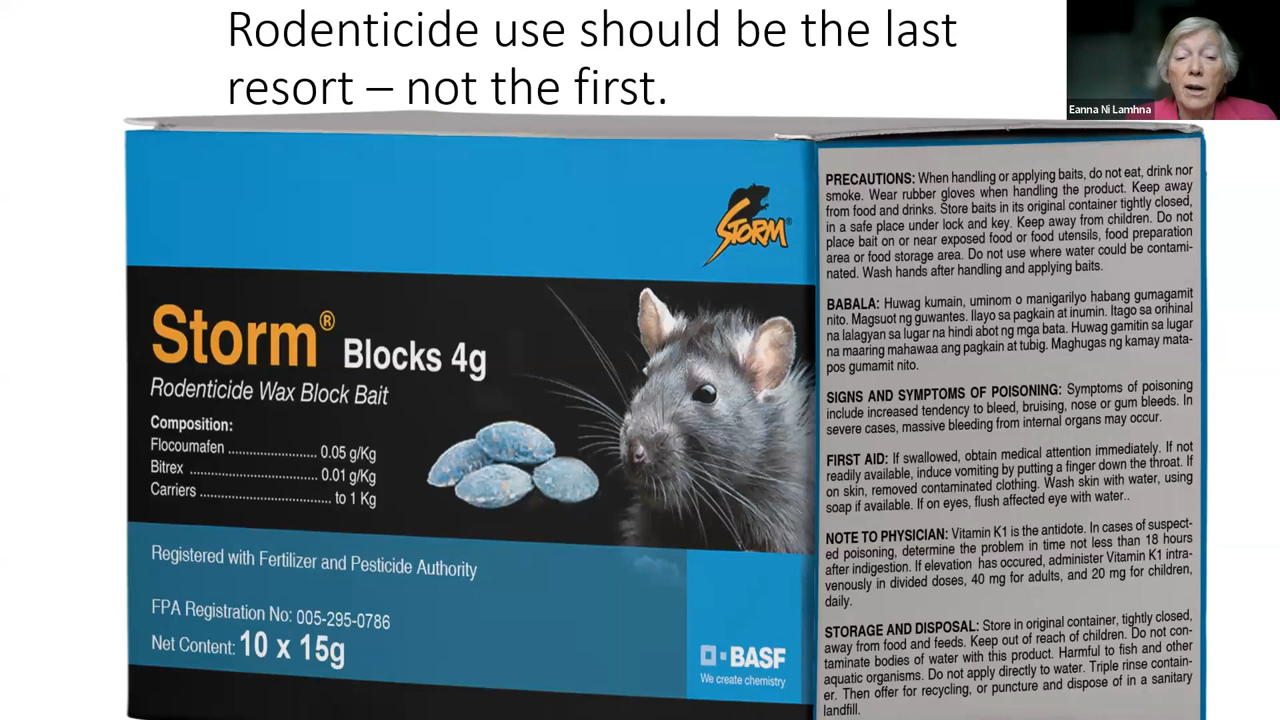 Rodenticide use should be the last
resort – not the first.
Eanna Ni Lamhna
STORM®
Storm® Blocks 4g
Rodenticide Wax Block Bait
Composition:
Flocoumafen ........................ 0.05 g/Kg
Bitrex ................................... 0.01 g/Kg
Carriers ................................... to 1 Kg
Registered with Fertilizer and Pesticide Authority
FPA Registration No: 005-295-0786
Net Content: 10 x 15g
BASF
We create chemistry
PRECAUTIONS: When handling or applying baits, do not eat, drink nor
smoke. Wear rubber gloves when handling the product. Keep away
from food and drinks. Store baits in its original container tightly closed,
in a safe place under lock and key. Keep away from children. Do not
place bait on or near exposed food or food utensils, food preparation
area or food storage area. Do not use where water could be contami-
nated. Wash hands after handling and applying baits.
BABALA: Huwag kumain, uminom o manigarilyo habang gumagamit
nito. Magsuot ng guwantes. Ilayo sa pagkain at inumin. Itago sa orihinal
na lalagyan sa lugar na hindi abot ng mga bata. Huwag gamitin sa lugar
na maaring mahawaa ang pagkain at tubig. Maghugas ng kamay mata-
pos gumamit nito.
SIGNS AND SYMPTOMS OF POISONING: Symptoms of poisoning
include increased tendency to bleed, bruising, nose or gum bleeds. In
severe cases, massive bleeding from internal organs may occur.
FIRST AID: If swallowed, obtain medical attention immediately. If not
readily available, induce vomiting by putting a finger down the throat. If
on skin, removed contaminated clothing. Wash skin with water, using
soap if available. If on eyes, flush affected eye with water..
NOTE TO PHYSICIAN: Vitamin K1 is the antidote. In cases of suspect-
ed poisoning, determine the problem in time not less than 18 hours
after indigestion. If elevation has occured, administer Vitamin K1 intra-
venously in divided doses, 40 mg for adults, and 20 mg for children,
daily.
STORAGE AND DISPOSAL: Store in original container, tightly closed,
away from food and feeds. Keep out of reach of children. Do not con-
taminate bodies of water with this product. Harmful to fish and other
aquatic organisms. Do not apply directly to water. Triple rinse contain-
er. Then offer for recycling, or puncture and dispose of in a sanitary
landfill.